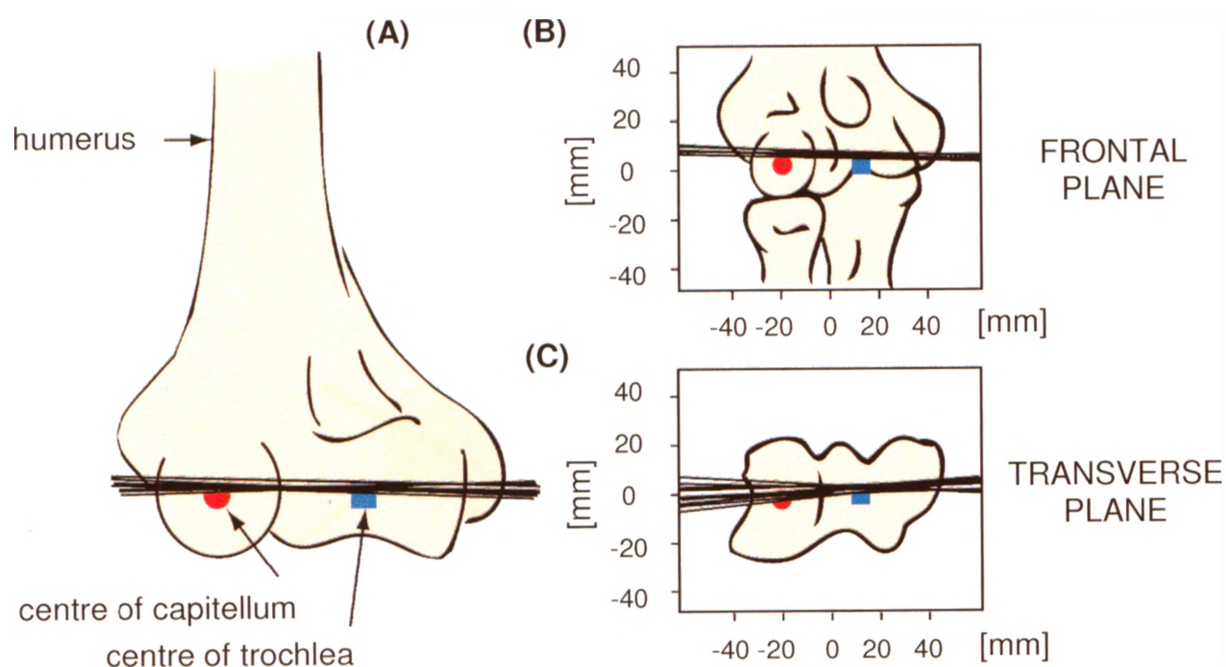 (A)
humerus
centre of capitellum
centre of trochlea
(B)
40
20
0
-20
-40
[mm]
-40 -20 0 20 40 [mm]
FRONTAL
PLANE
(C)
40
20
0
-20
-40
[mm]
-40 -20 0 20 40 [mm]
TRANSVERSE
PLANE